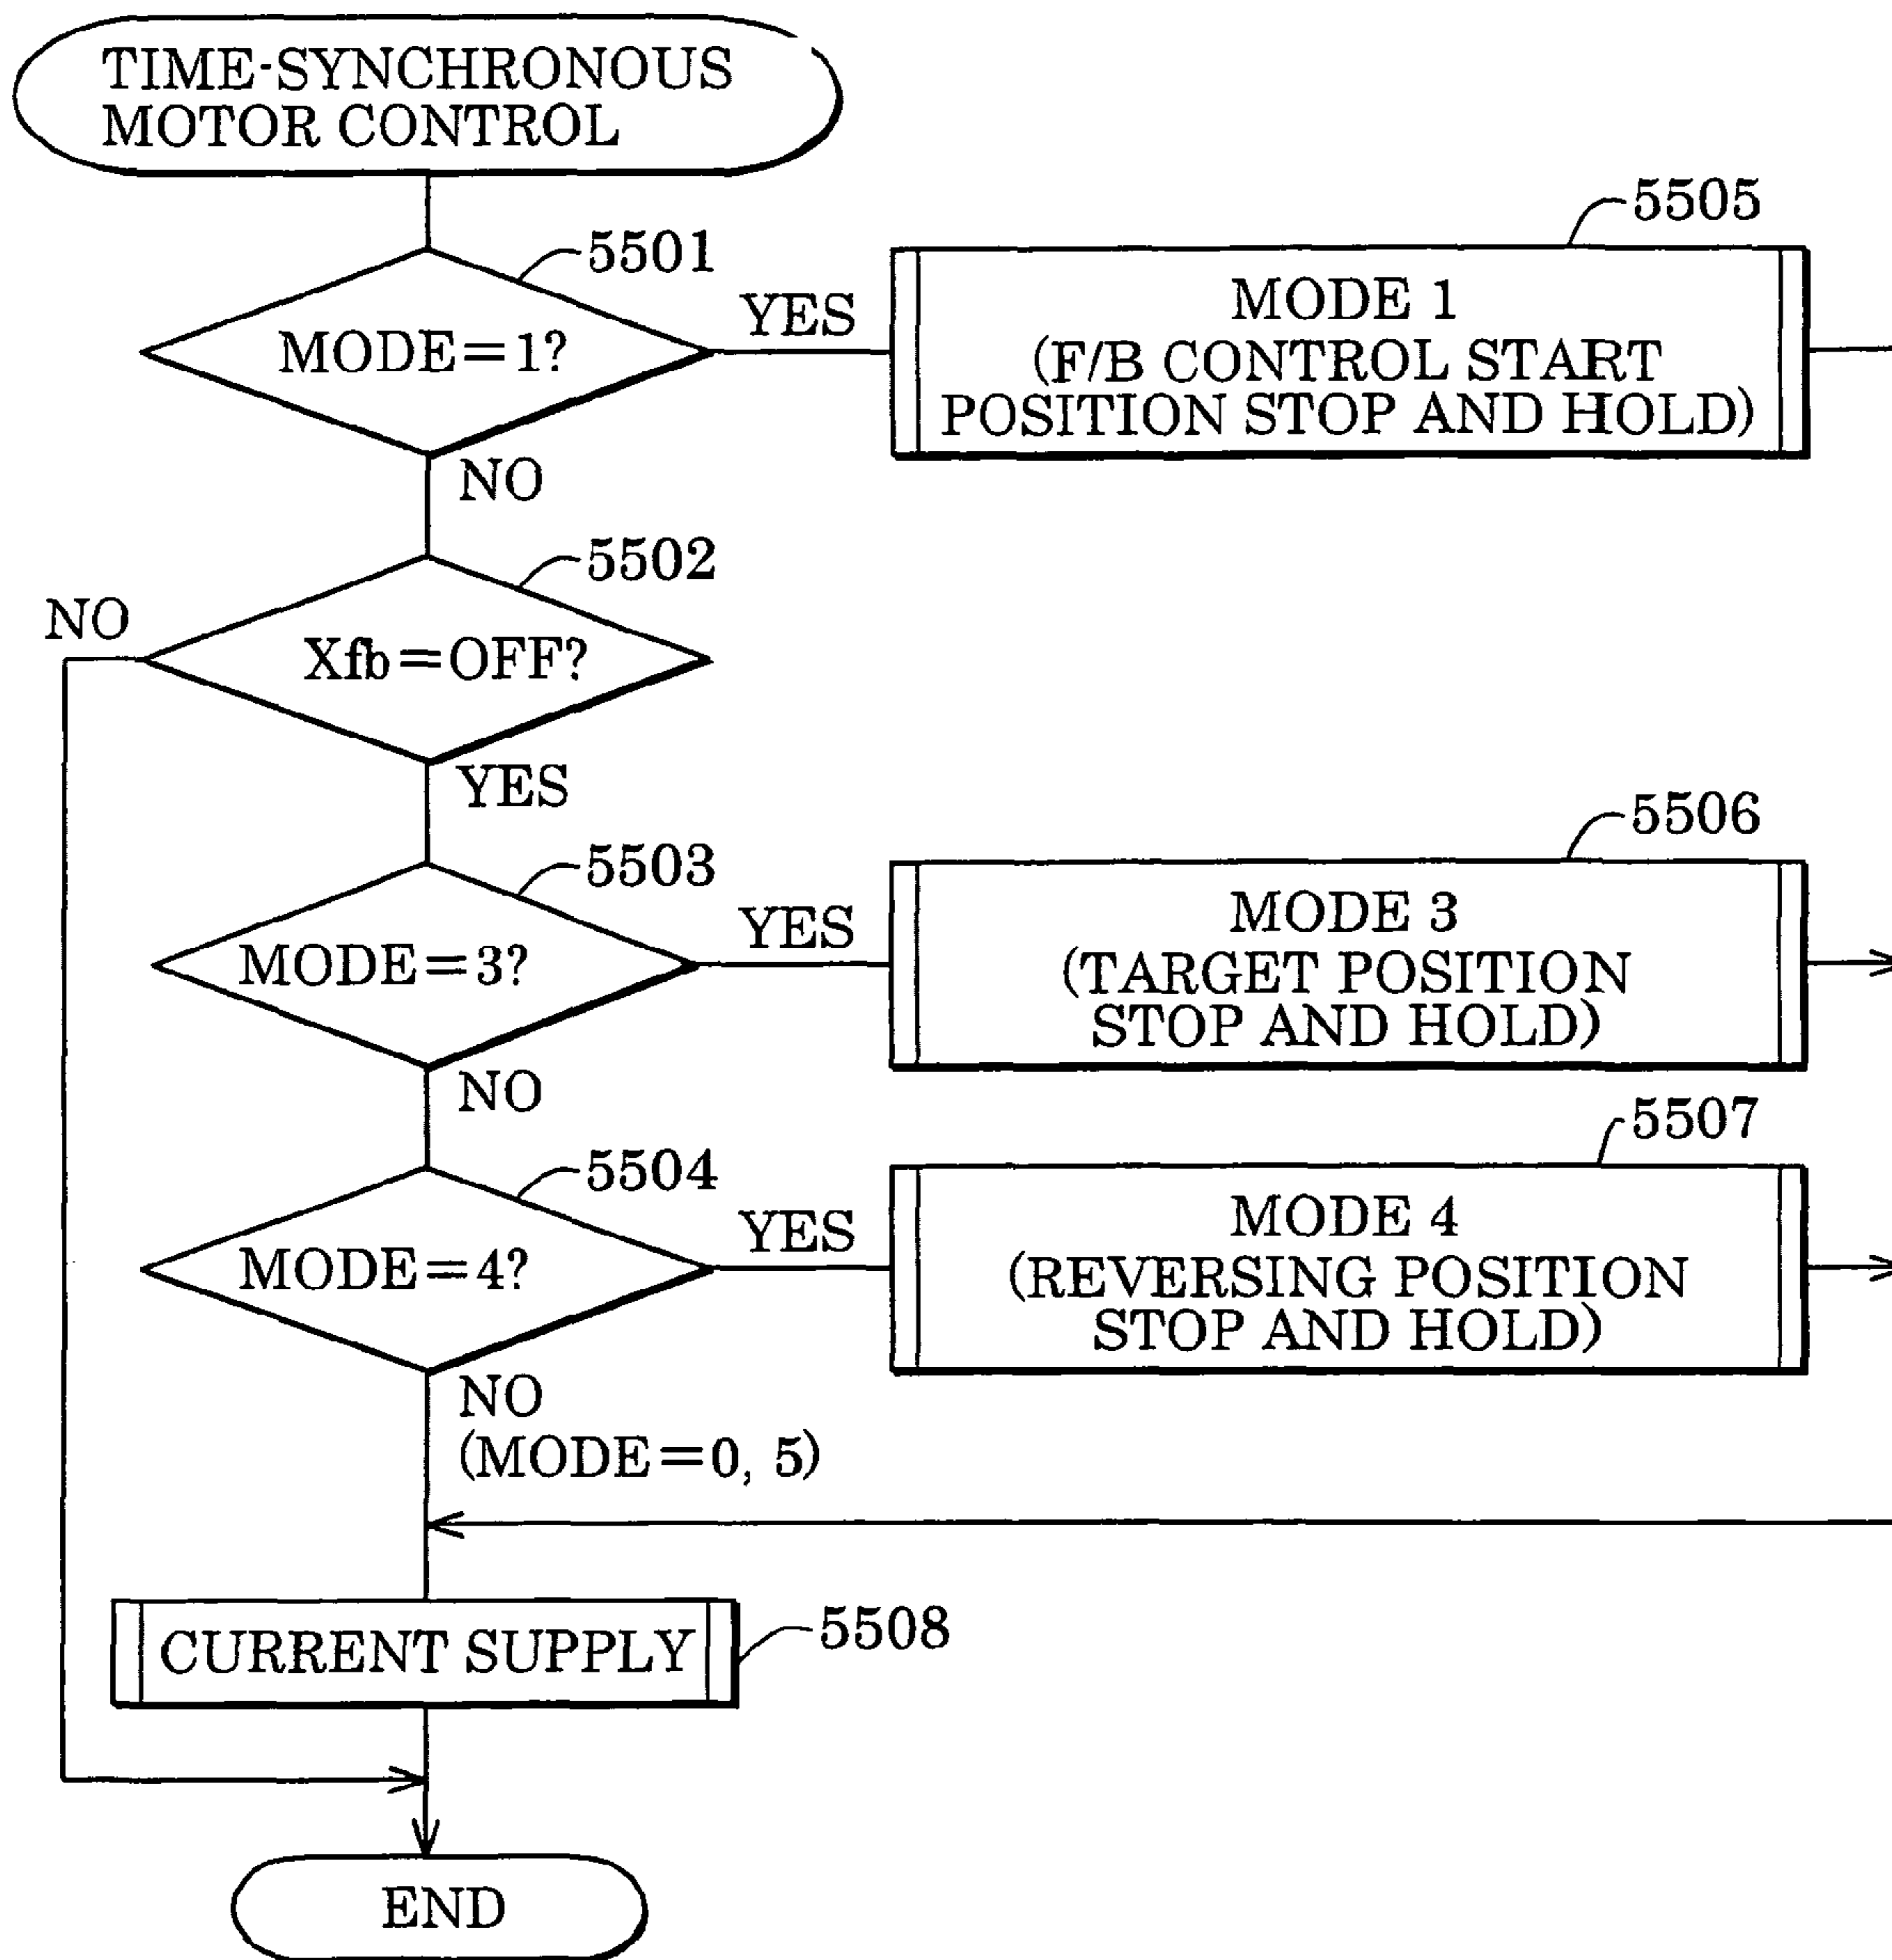 TIME-SYNCHRONOUS
MOTOR CONTROL
5501
MODE=1?
YES
NO
5505
MODE 1
(F/B CONTROL START
POSITION STOP AND HOLD)
5502
Xfb=OFF?
NO
YES
5503
MODE=3?
YES
NO
5506
MODE 3
(TARGET POSITION
STOP AND HOLD)
5504
MODE=4?
YES
5507
MODE 4
(REVERSING POSITION
STOP AND HOLD)
NO
(MODE=0, 5)
CURRENT SUPPLY
5508
END